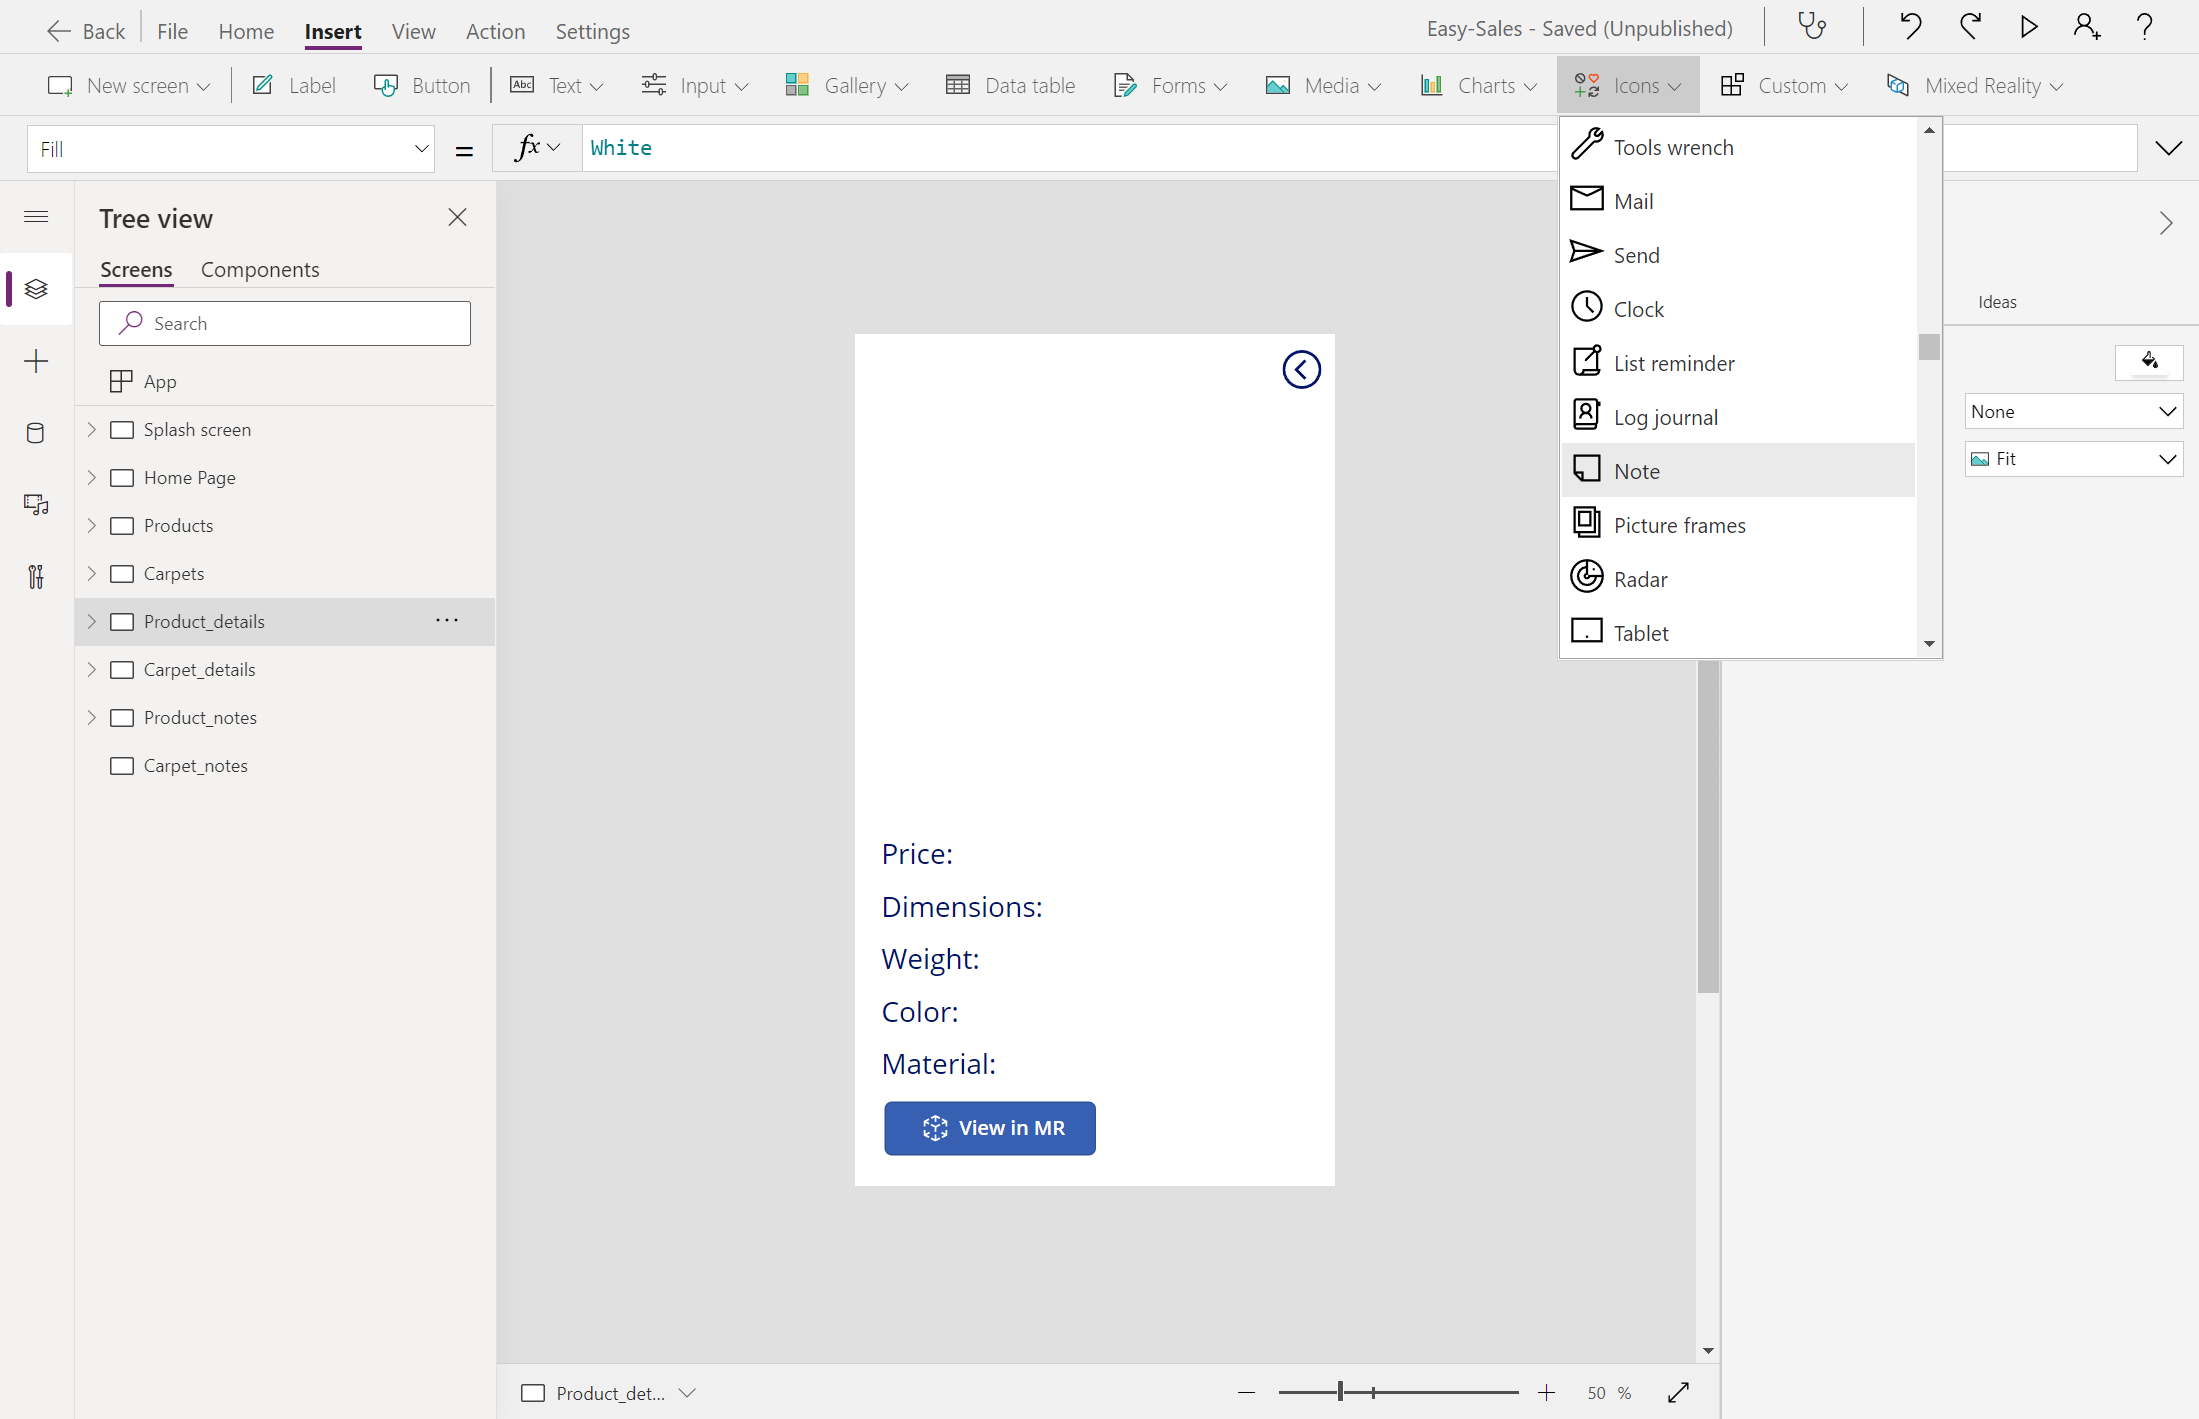 Back File Home Insert View Action Settings Easy-Sales - Saved (Unpublished)
New screen Label Button Abc Text Input Gallery Data table Forms Media Charts Icons Custom Mixed Reality
Fill = fx White
Tree view
Screens Components
Search
App
Splash screen
Home Page
Products
Carpets
Product_details ...
Carpet_details
Product_notes
Carpet_notes
Price:
Dimensions:
Weight:
Color:
Material:
View in MR
Tools wrench
Mail
Send
Clock
List reminder
Log journal
Note
Picture frames
Radar
Tablet
Ideas
None
Fit
Product_det... 50 %